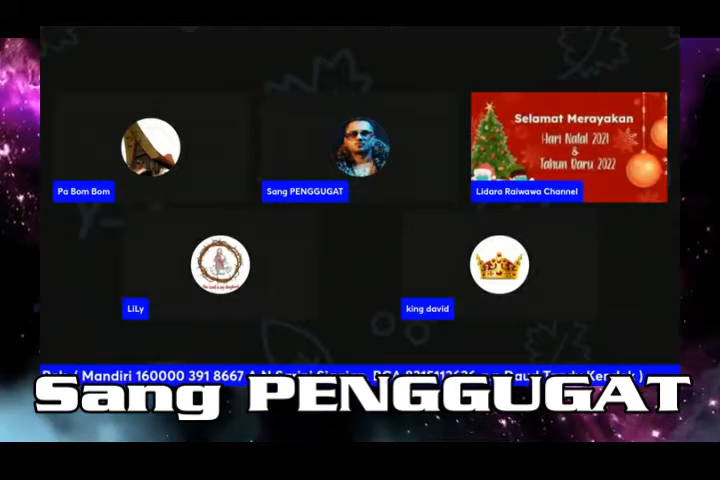 Selamat Merayakan
Hari Natal 2021
&
Tahun Baru 2022
Pa Bom Bom
Sang PENGGUGAT
Lidara Raiwawa Channel
LiLy
king david
( Mandiri 160000 391 8667
Sang PENGGUGAT